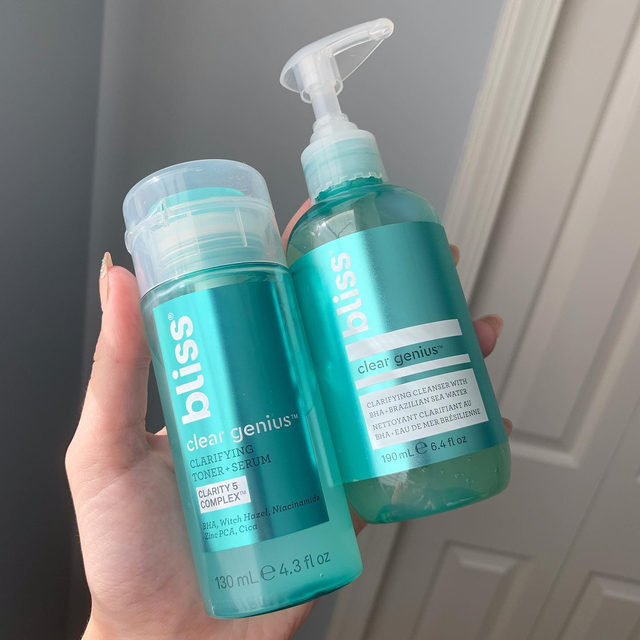 bliss®
clear genius™
CLARIFYING
TONER+SERUM
CLARITY 5
COMPLEX™
BHA, Witch Hazel, Niacinamide
Zinc PCA, Cica
130 mL℮4.3 fl oz
bliss
clear genius™
CLARIFYING CLEANSER WITH
BHA+BRAZILIAN SEA WATER
NETTOYANT CLARIFIANT AU
BHA+EAU DE MER BRÉSILIENNE
190 mL℮6.4 fl oz